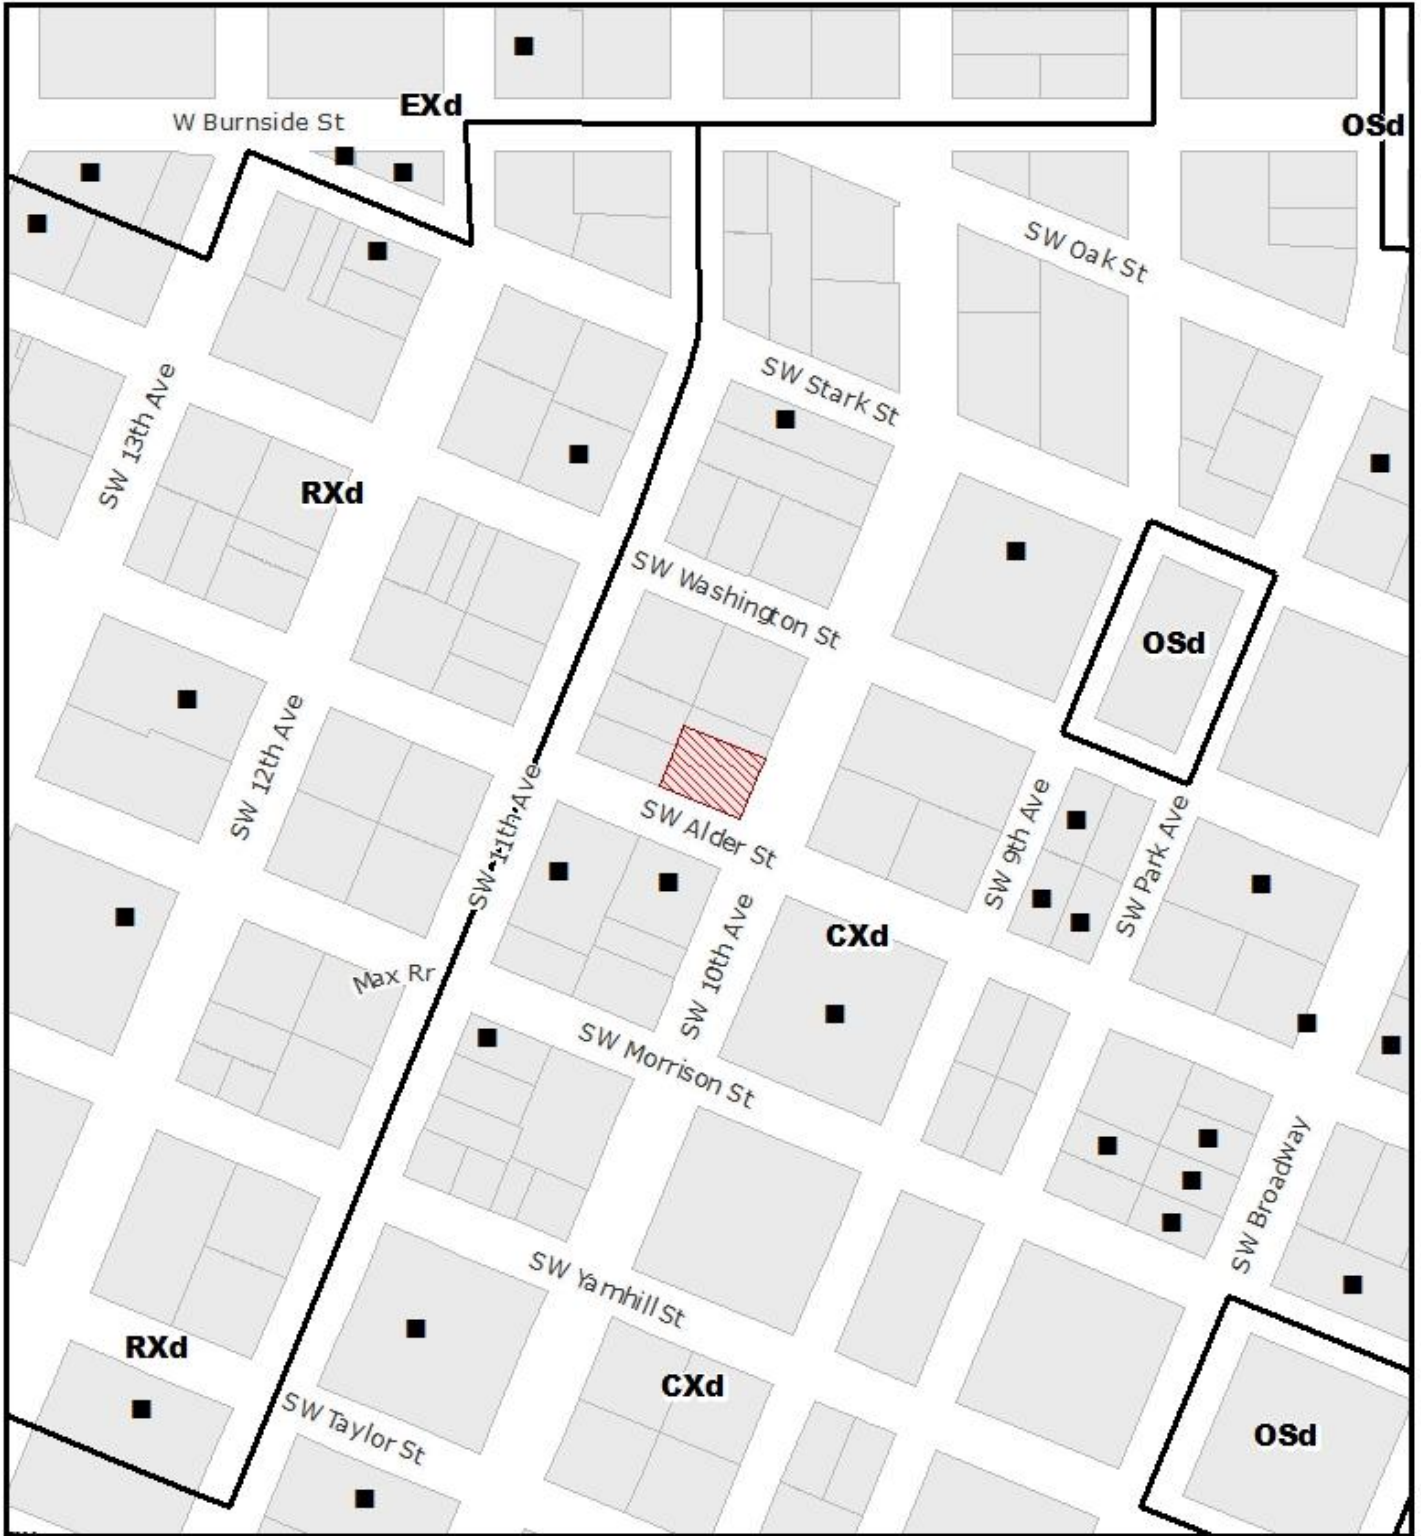 EXd
W Burnside St
OSd
SW Oak St
SW Stark St
SW 13th Ave
RXd
SW Washington St
OSd
SW 12th Ave
SW 11th Ave
SW Alder St
SW 9th Ave
SW Park Ave
SW 10th Ave
CXd
Max Rr
SW Morrison St
SW Broadway
SW Yamhill St
RXd
CXd
SW Taylor St
OSd